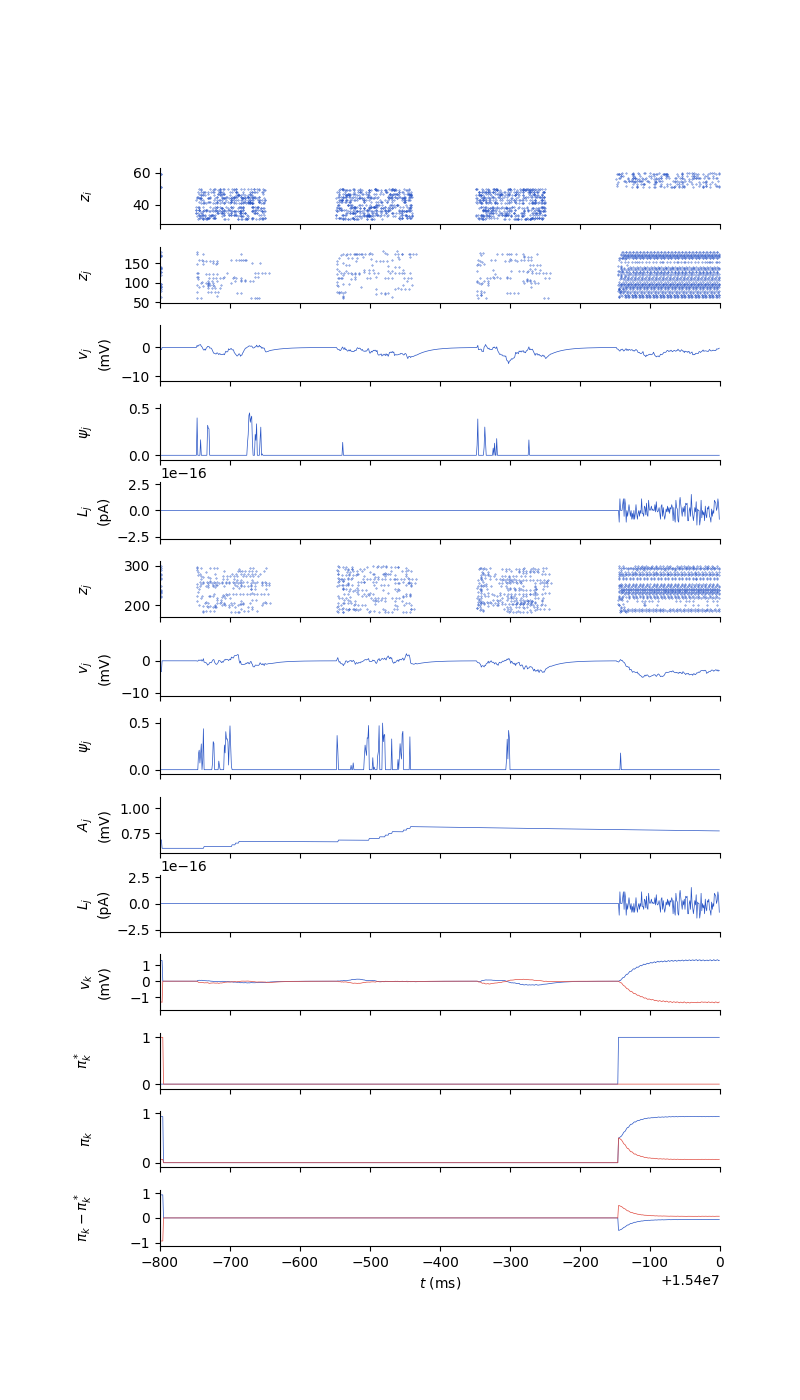 60
40
z_i
150
100
50
z_j
0
−10
v_j
(mV)
0.5
0.0
ψ_j
1e−16
2.5
0.0
−2.5
L_j
(pA)
300
200
z_j
0
−10
v_j
(mV)
0.5
0.0
ψ_j
1.00
0.75
A_j
(mV)
1e−16
2.5
0.0
−2.5
L_j
(pA)
1
0
−1
v_k
(mV)
1
0
π_k^*
1
0
π_k
1
0
−1
π_k − π_k^*
−800 −700 −600 −500 −400 −300 −200 −100 0
t (ms)
+1.54e7